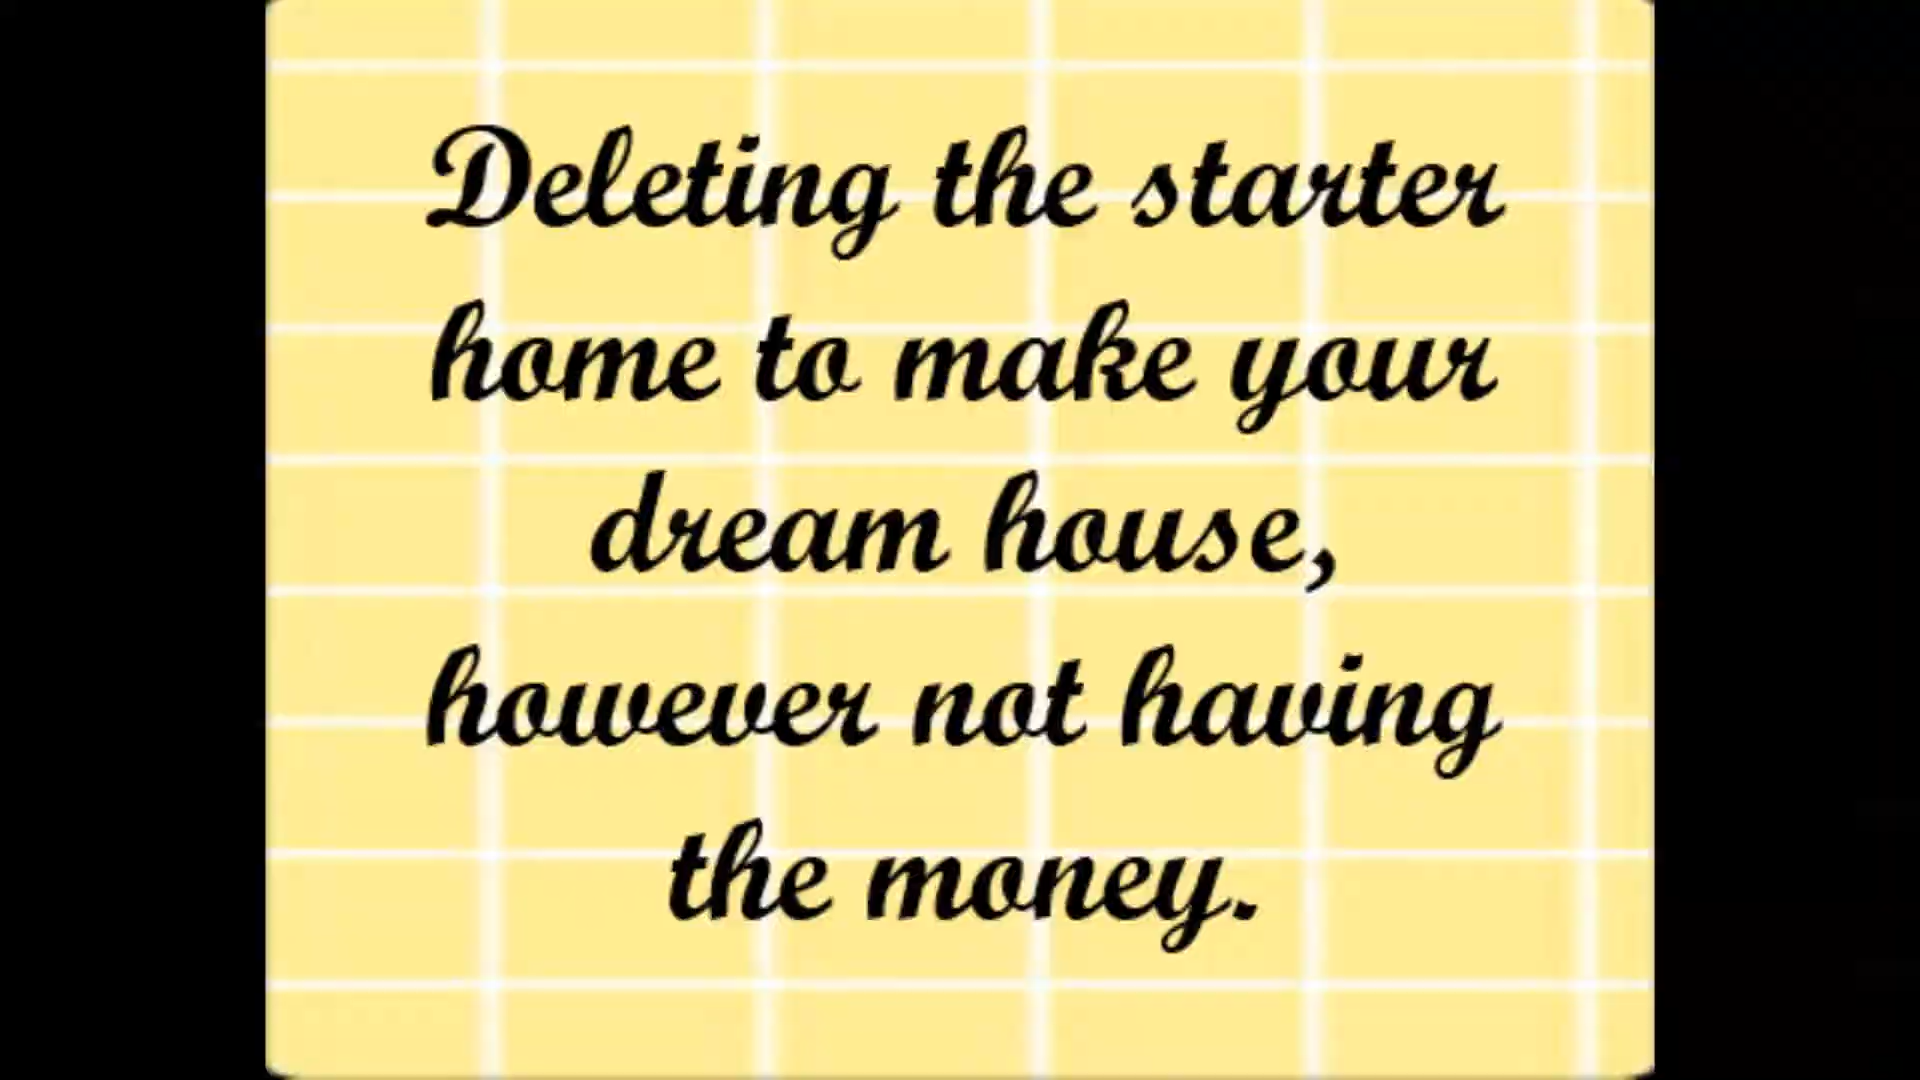 Deleting the starter
home to make your
dream house,
however not having
the money.